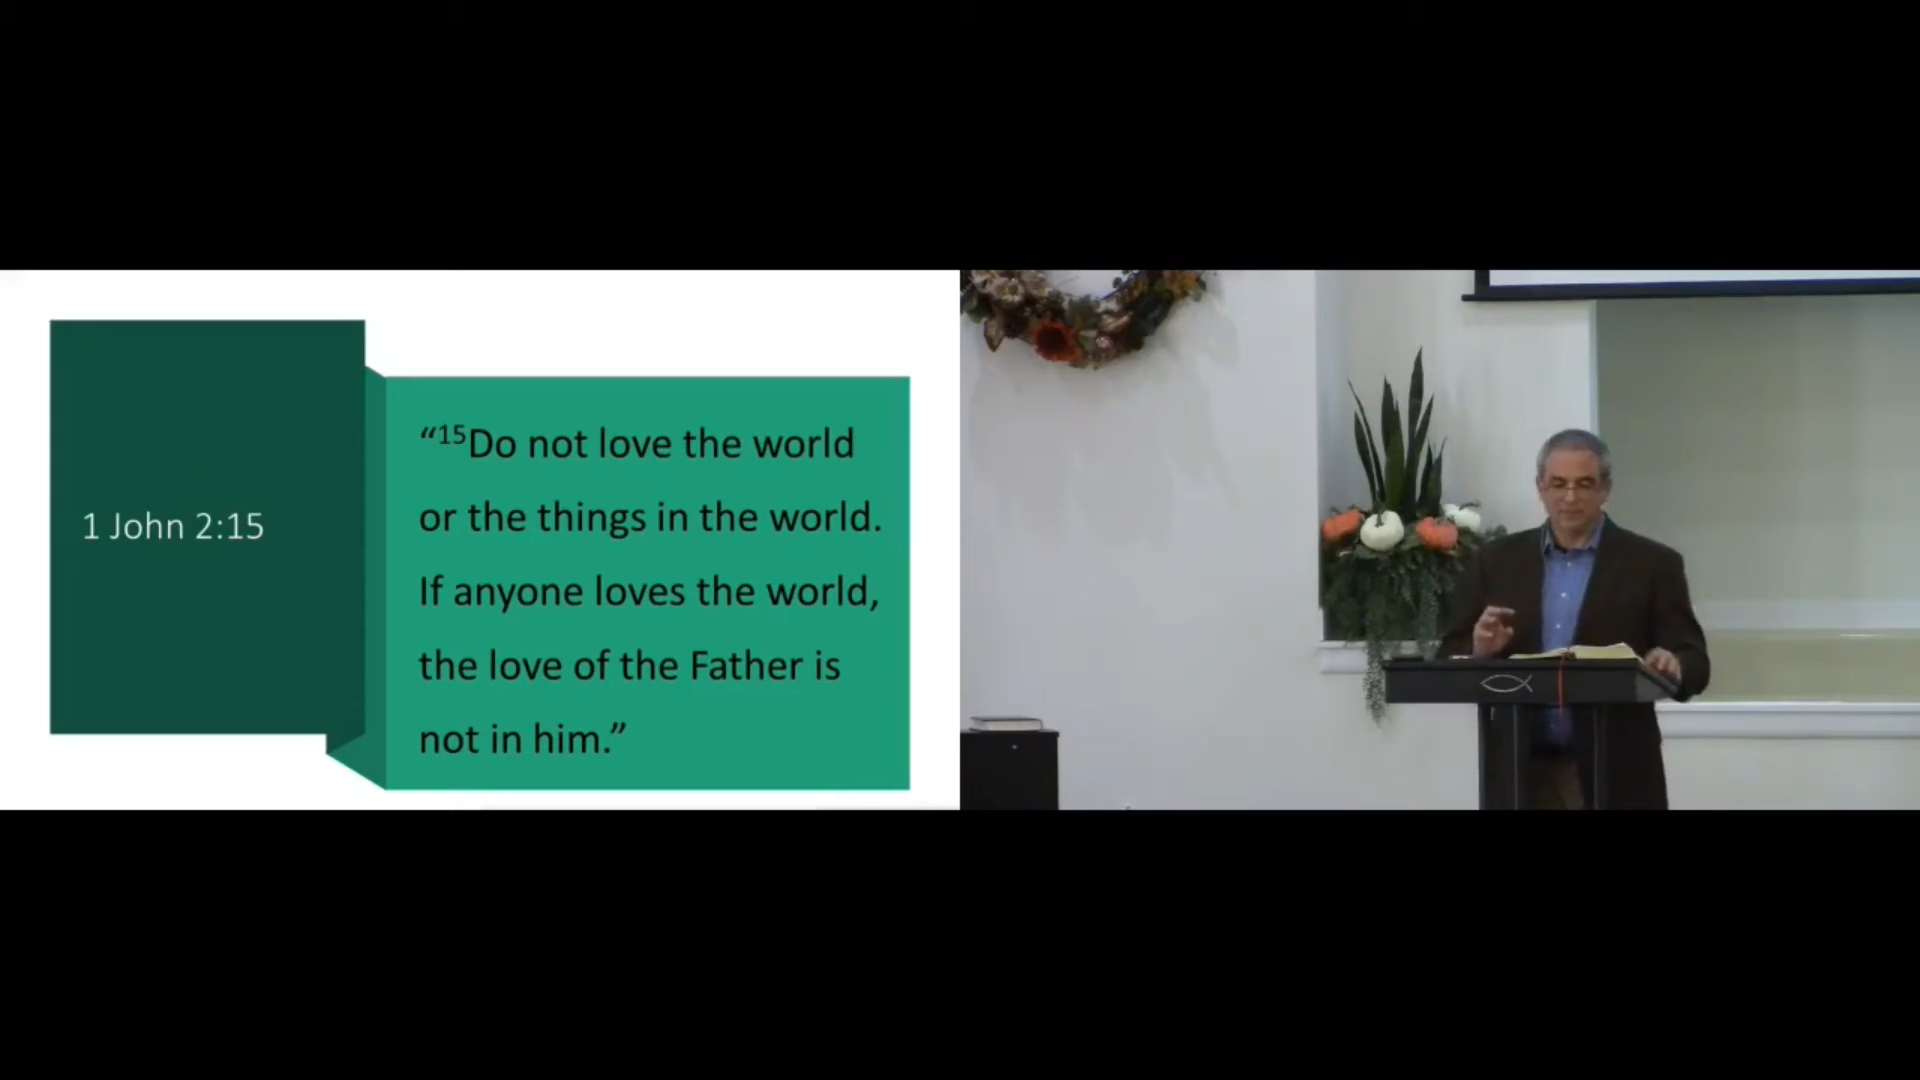 1 John 2:15
“15Do not love the world
or the things in the world.
If anyone loves the world,
the love of the Father is
not in him.”